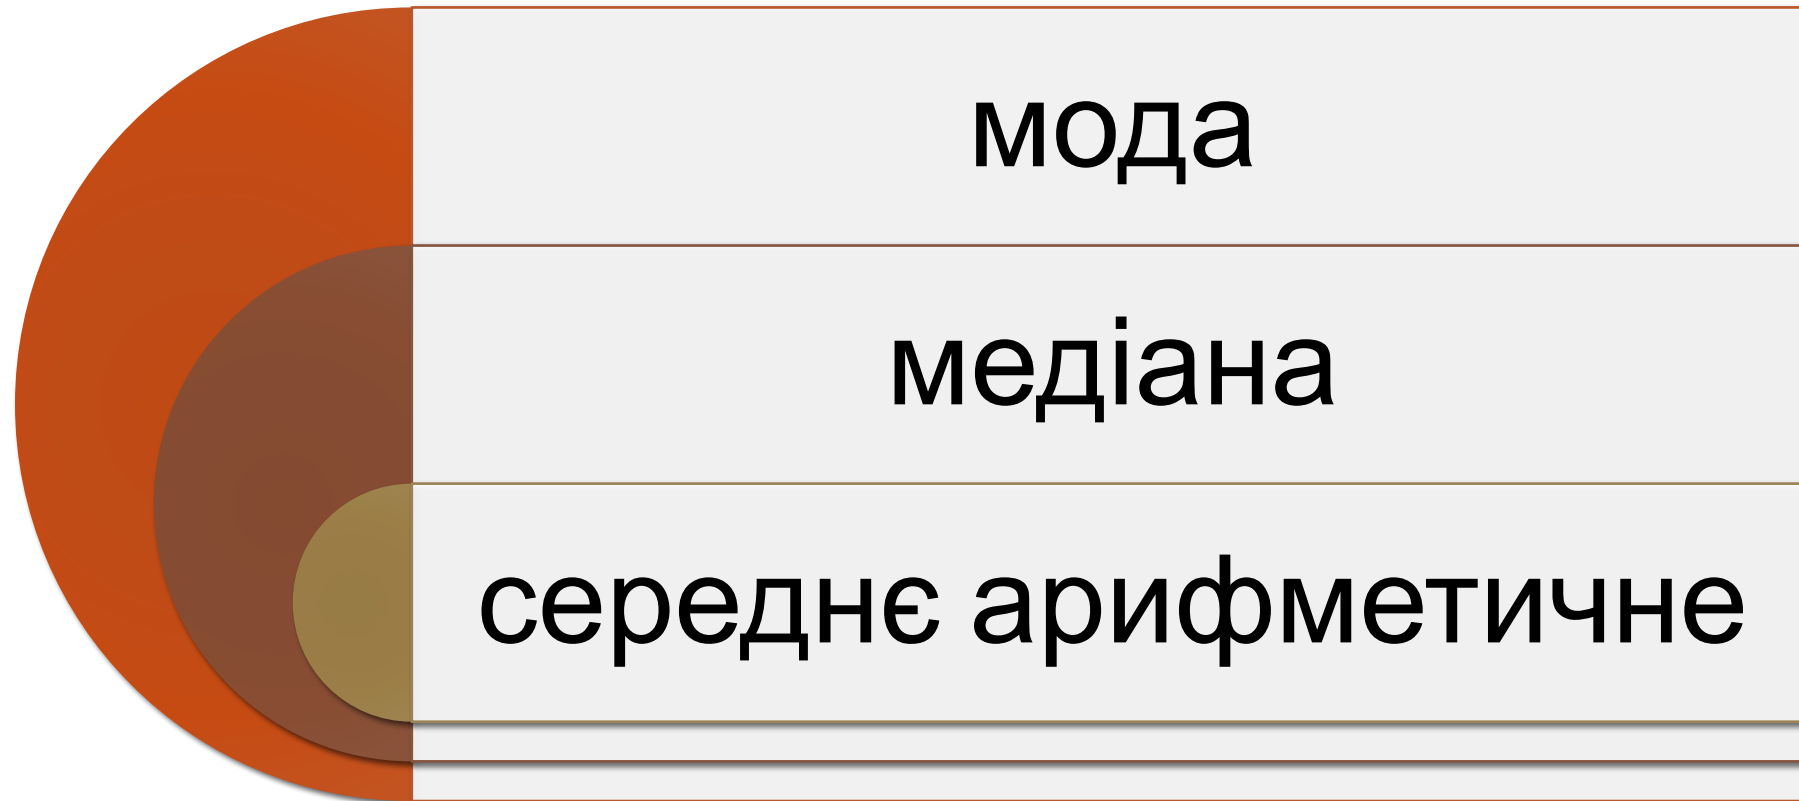 мода
медіана
середнє арифметичне